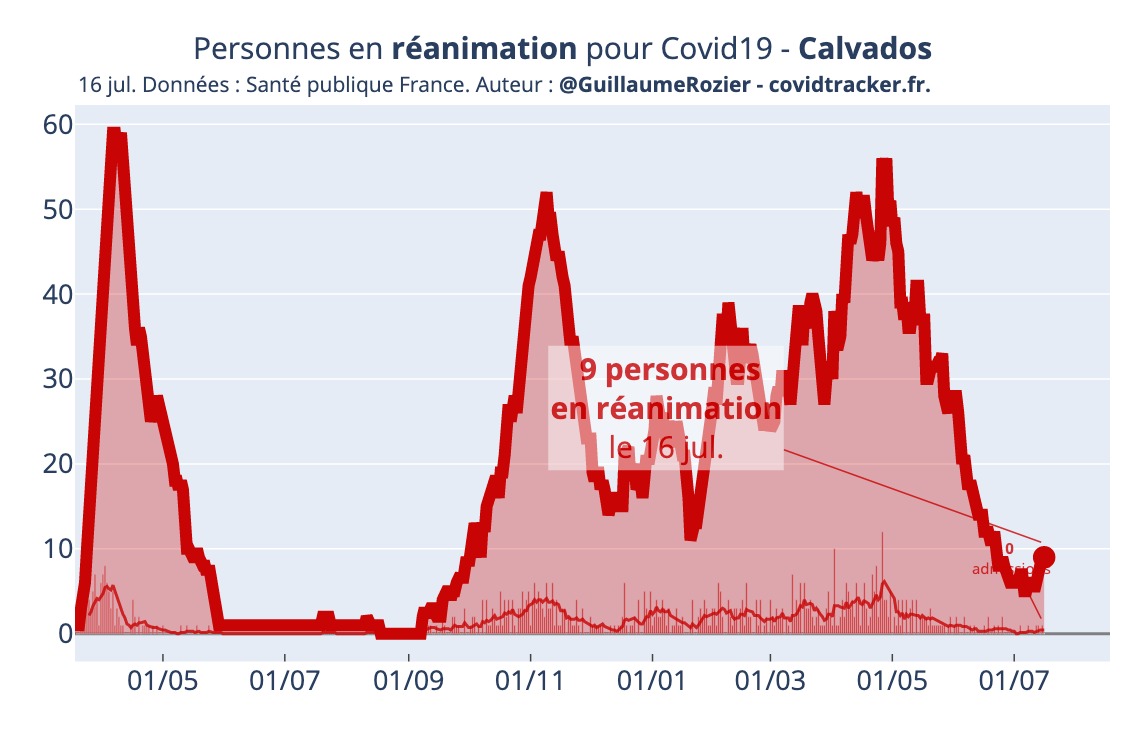 Personnes en réanimation pour Covid19 - Calvados
16 jul. Données : Santé publique France. Auteur : @GuillaumeRozier - covidtracker.fr.
60
50
40
30
20
10
0
9 personnes
en réanimation
le 16 jul.
0
admissions
01/05
01/07
01/09
01/11
01/01
01/03
01/05
01/07